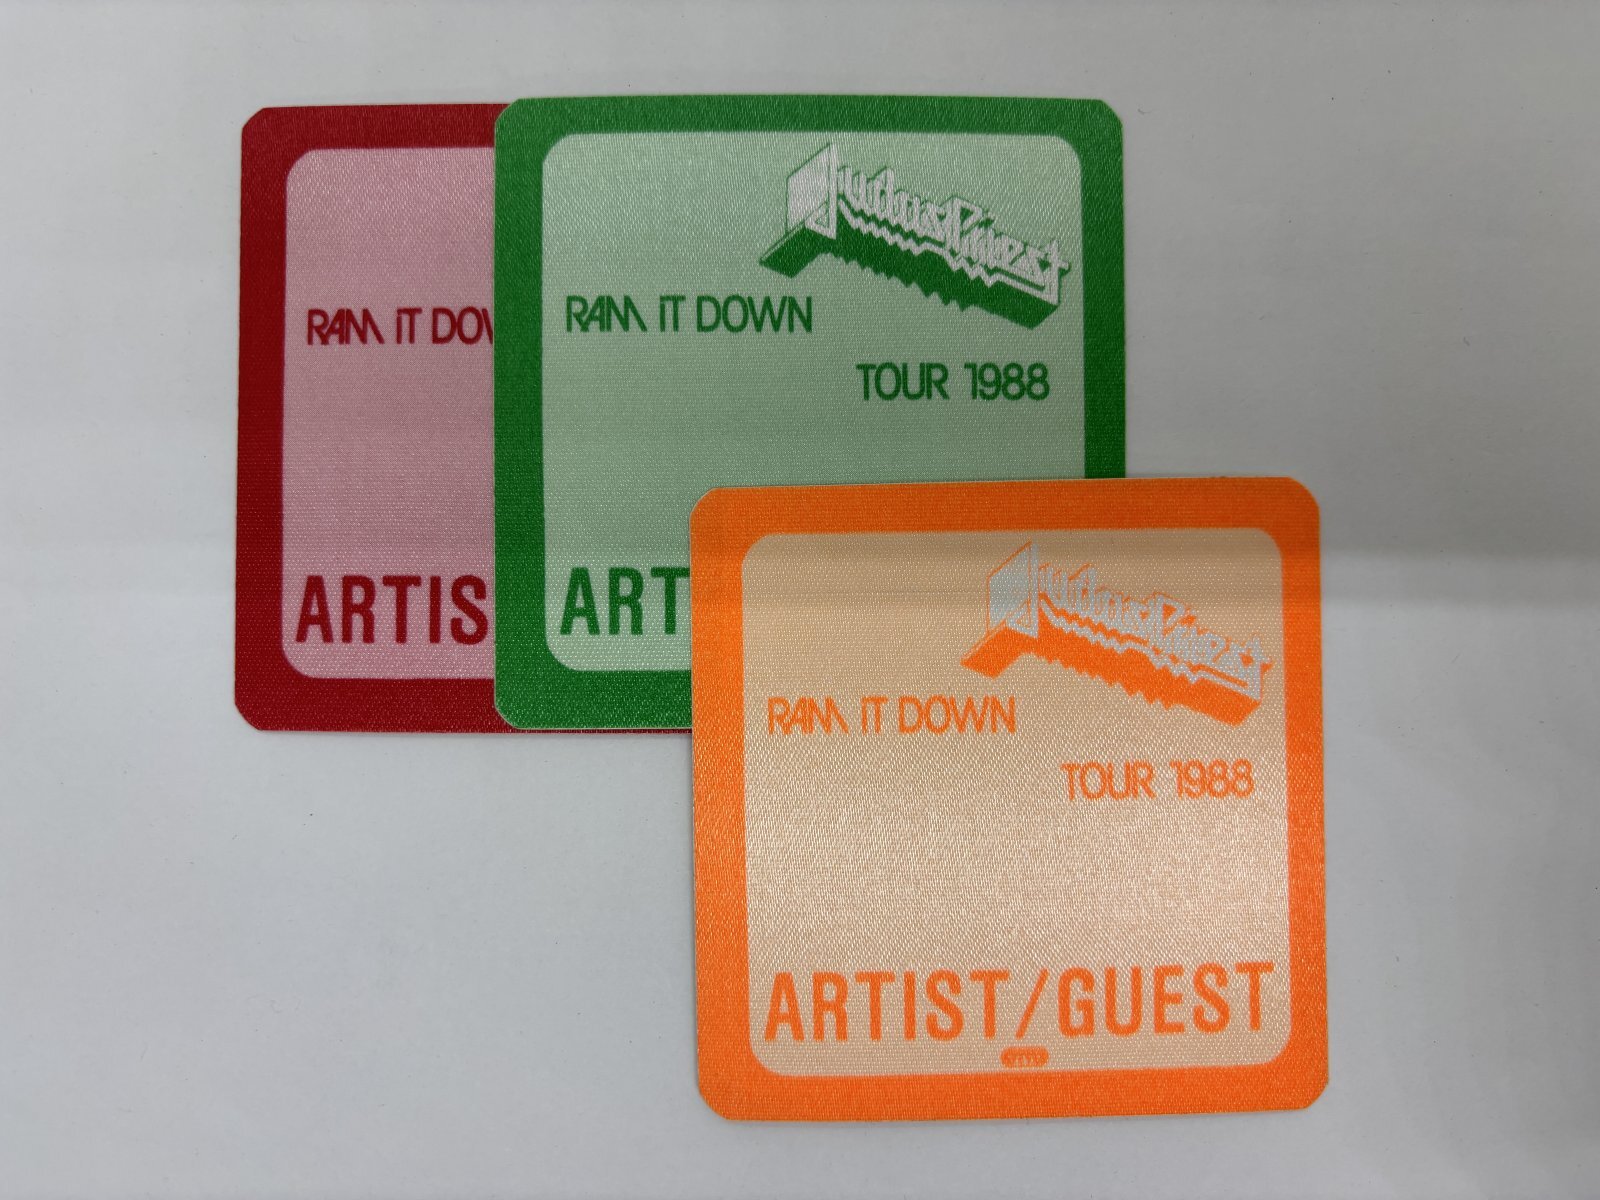 RAM IT DOW
ARTIS
Judas Priest
RAM IT DOWN
TOUR 1988
ART
Judas Priest
RAM IT DOWN
TOUR 1988
ARTIST/GUEST